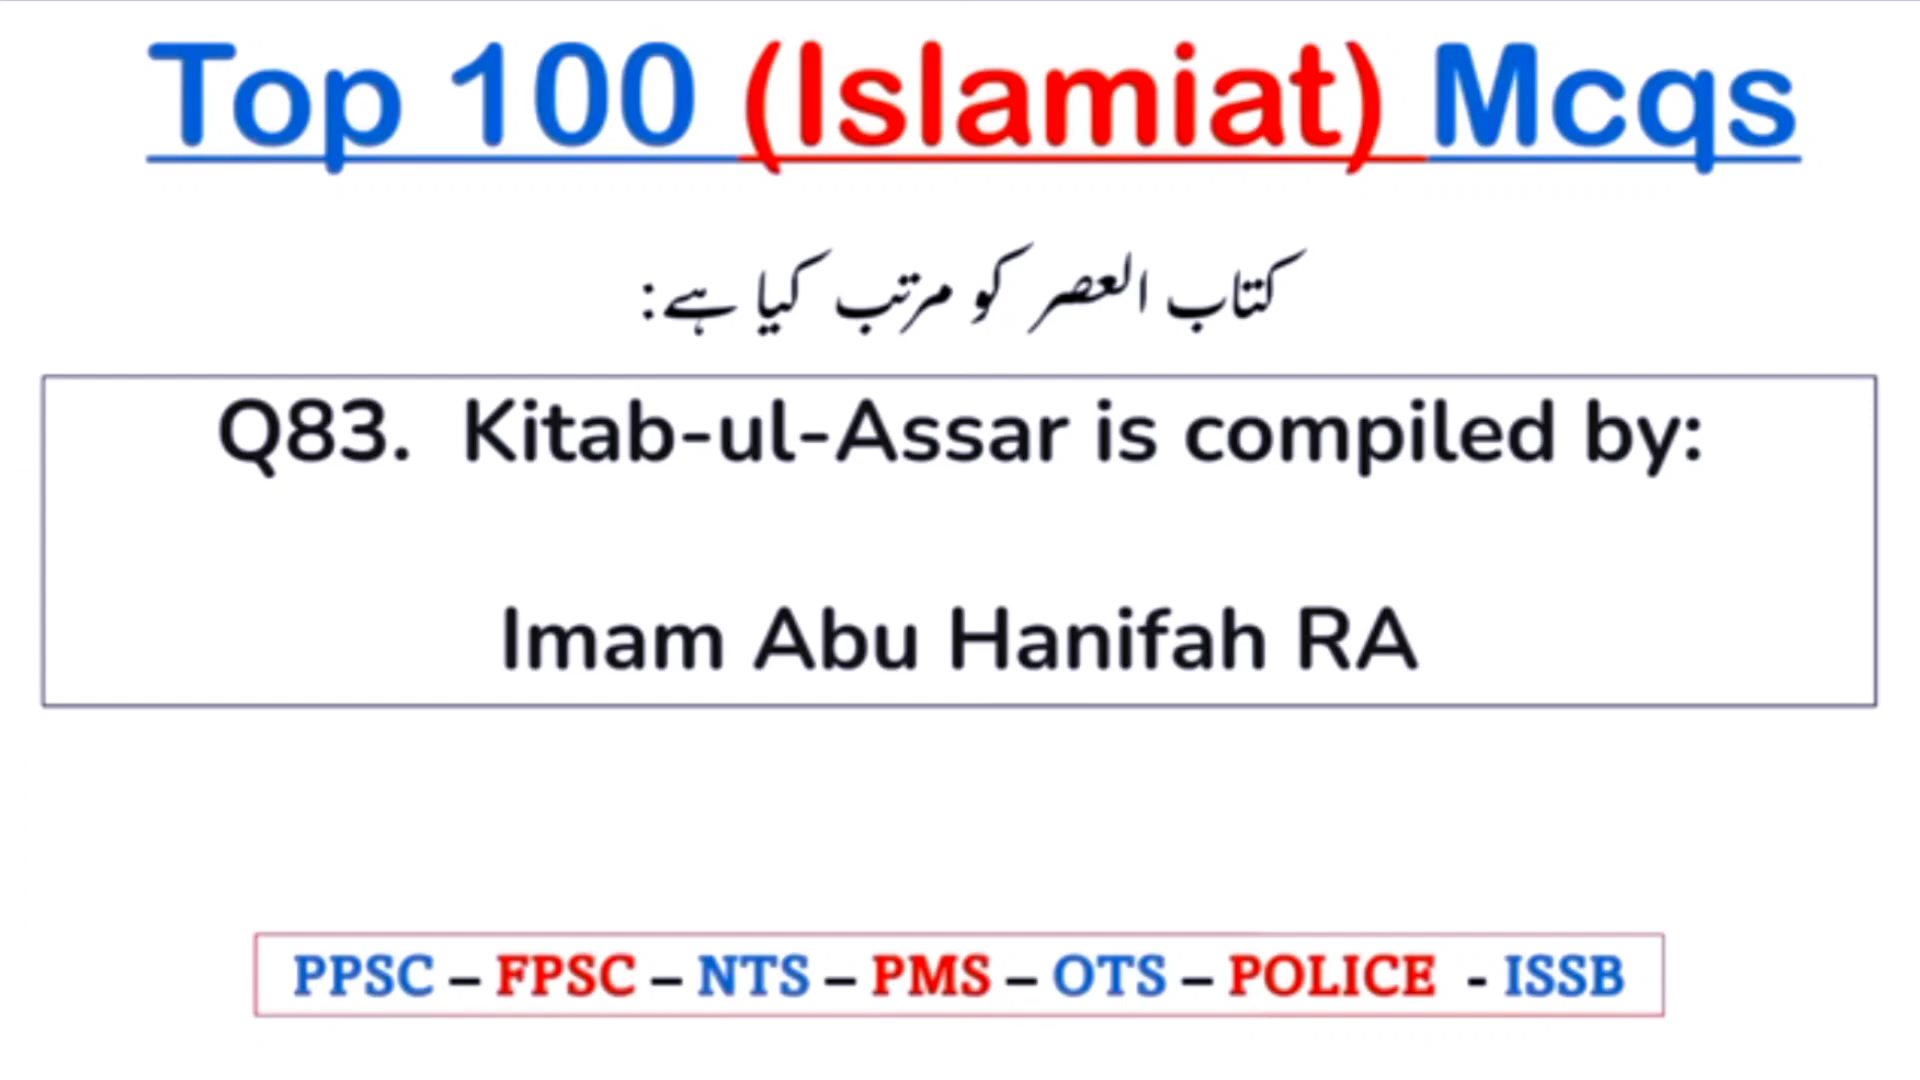 Top 100 (Islamiat) Mcqs
کتاب العصر کو مرتب کیا ہے:
Q83. Kitab-ul-Assar is compiled by:
Imam Abu Hanifah RA
PPSC – FPSC – NTS – PMS – OTS – POLICE - ISSB